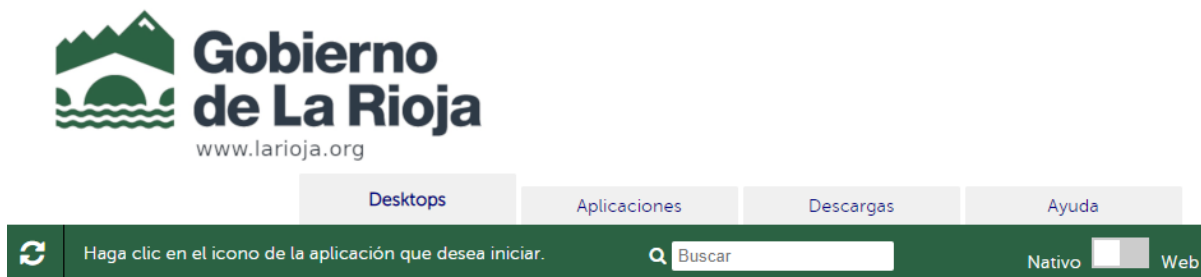 Gobierno
de La Rioja
www.larioja.org
Desktops Aplicaciones Descargas Ayuda
Haga clic en el icono de la aplicación que desea iniciar. Buscar Nativo Web